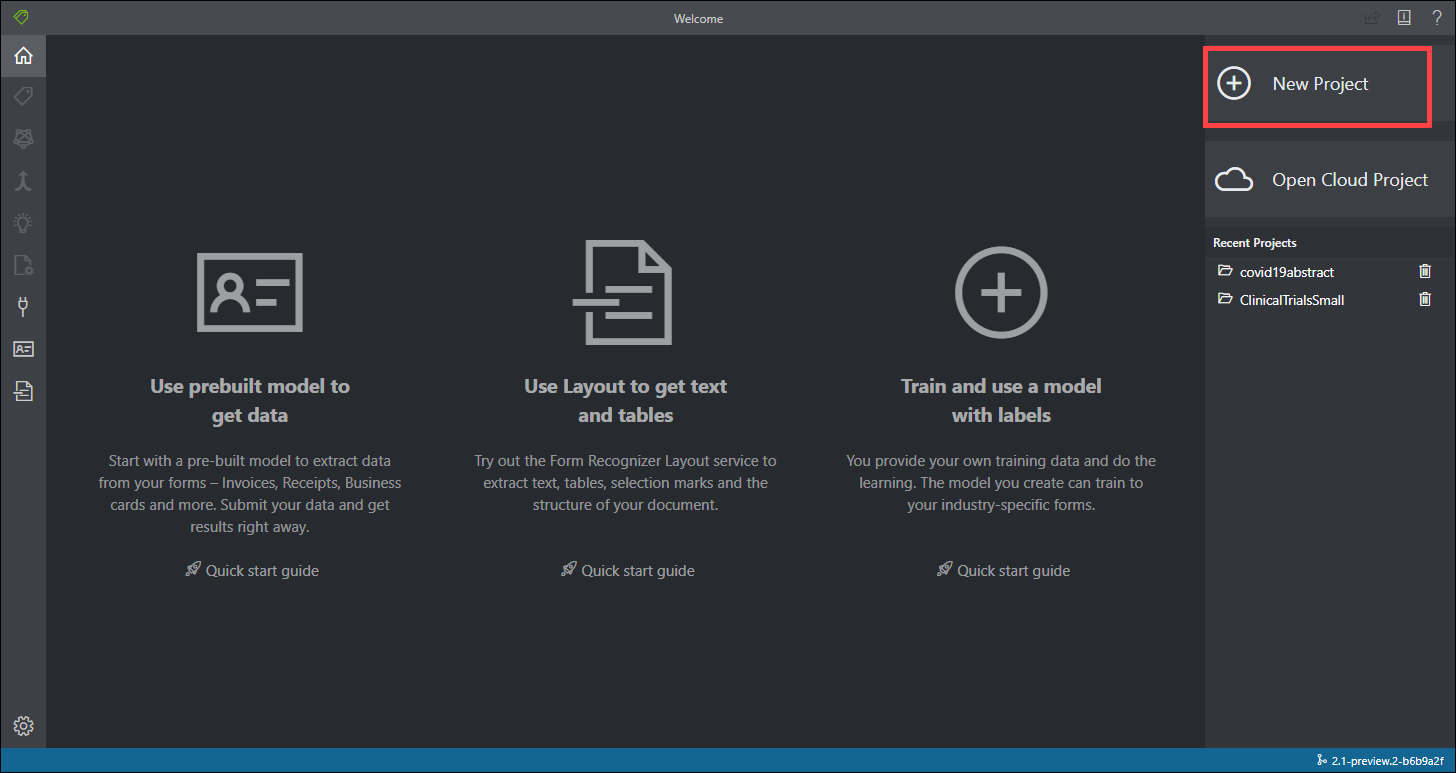 Welcome
New Project
Open Cloud Project
Recent Projects
covid19abstract
ClinicalTrialsSmall
Use prebuilt model to
get data
Start with a pre-built model to extract data
from your forms – Invoices, Receipts, Business
cards and more. Submit your data and get
results right away.
Quick start guide
Use Layout to get text
and tables
Try out the Form Recognizer Layout service to
extract text, tables, selection marks and the
structure of your document.
Quick start guide
Train and use a model
with labels
You provide your own training data and do the
learning. The model you create can train to
your industry-specific forms.
Quick start guide
2.1-preview.2-b6b9a2f